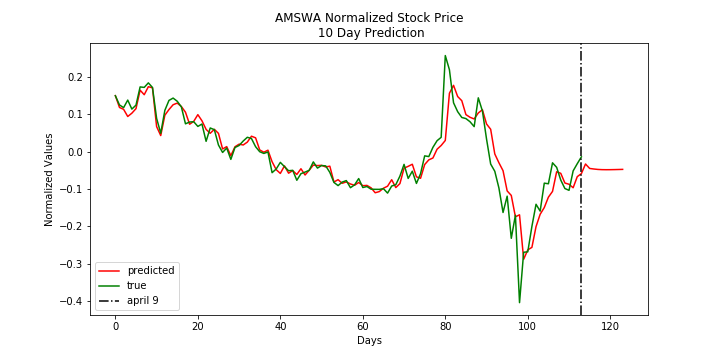 AMSWA Normalized Stock Price
10 Day Prediction
Normalized Values
0.2
0.1
0.0
−0.1
−0.2
−0.3
−0.4
predicted
true
april 9
0 20 40 60 80 100 120
Days